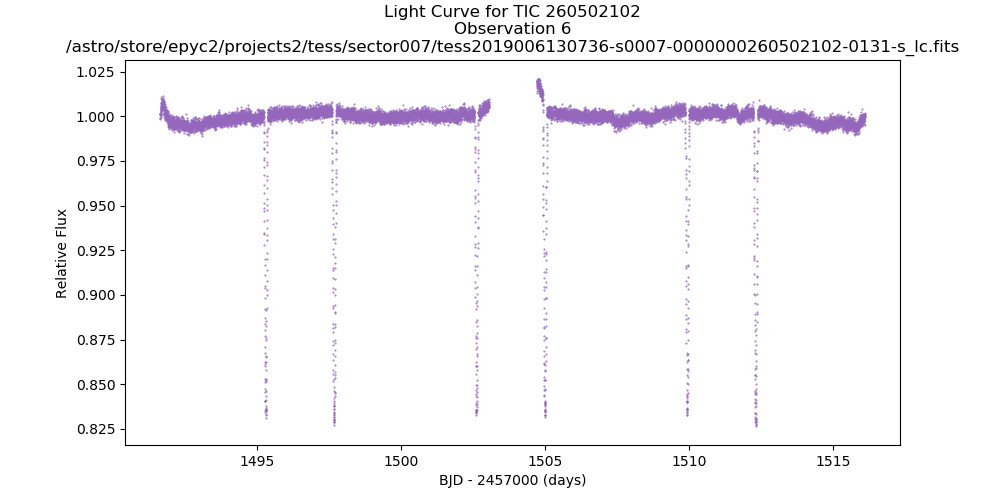 Light Curve for TIC 260502102
Observation 6
/astro/store/epyc2/projects2/tess/sector007/tess2019006130736-s0007-0000000260502102-0131-s_lc.fits
1.025
1.000
0.975
0.950
0.925
0.900
0.875
0.850
0.825
Relative Flux
1495
1500
1505
1510
1515
BJD - 2457000 (days)